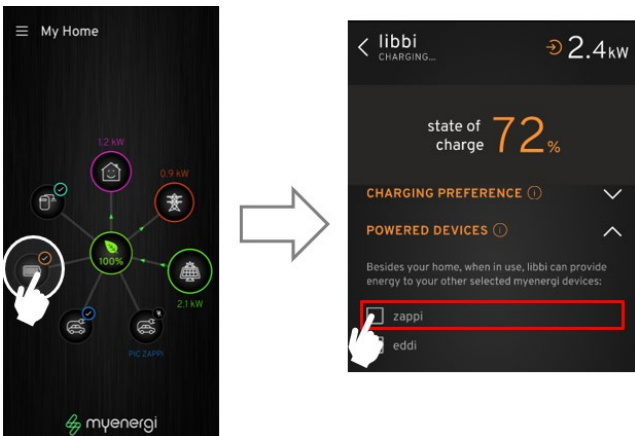 My Home
1.2 kW
0.9 kW
100%
2.1 kW
PIC ZAPPI
myenergi
libbi
CHARGING...
2.4kW
state of
charge
72%
CHARGING PREFERENCE
POWERED DEVICES
Besides your home, when in use, libbi can provide
energy to your other selected myenergi devices:
zappi
eddi